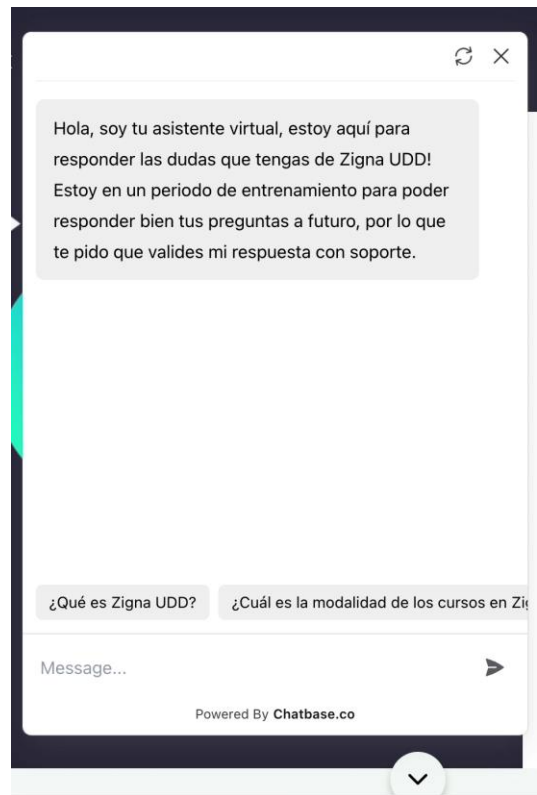 Hola, soy tu asistente virtual, estoy aquí para
responder las dudas que tengas de Zigna UDD!
Estoy en un periodo de entrenamiento para poder
responder bien tus preguntas a futuro, por lo que
te pido que valides mi respuesta con soporte.
¿Qué es Zigna UDD? ¿Cuál es la modalidad de los cursos en
Message...
Powered By Chatbase.co